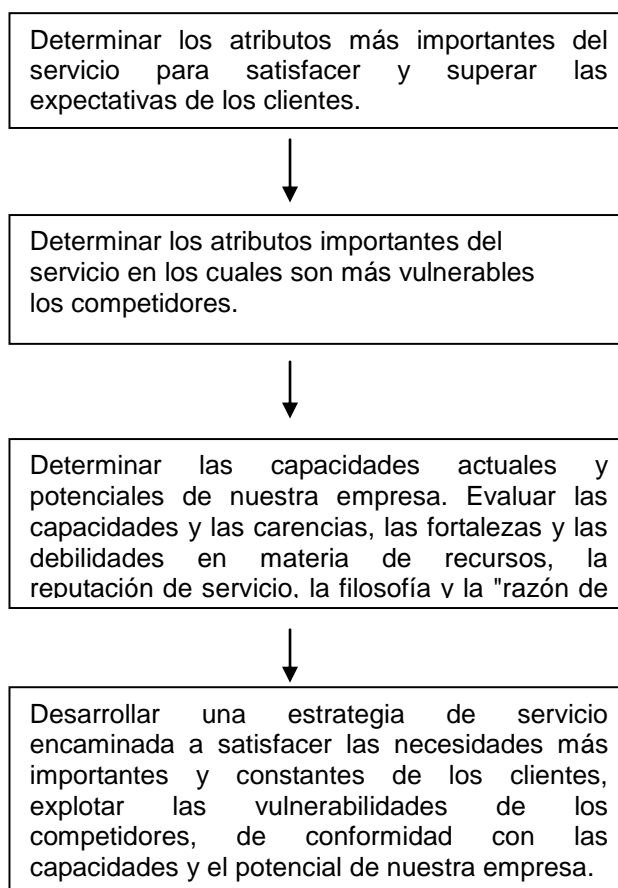 Determinar los atributos más importantes del
servicio para satisfacer y superar las
expectativas de los clientes.
Determinar los atributos importantes del
servicio en los cuales son más vulnerables
los competidores.
Determinar las capacidades actuales y
potenciales de nuestra empresa. Evaluar las
capacidades y las carencias, las fortalezas y las
debilidades en materia de recursos, la
reputación de servicio, la filosofía y la "razón de
Desarrollar una estrategia de servicio
encaminada a satisfacer las necesidades más
importantes y constantes de los clientes,
explotar las vulnerabilidades de los
competidores, de conformidad con las
capacidades y el potencial de nuestra empresa.